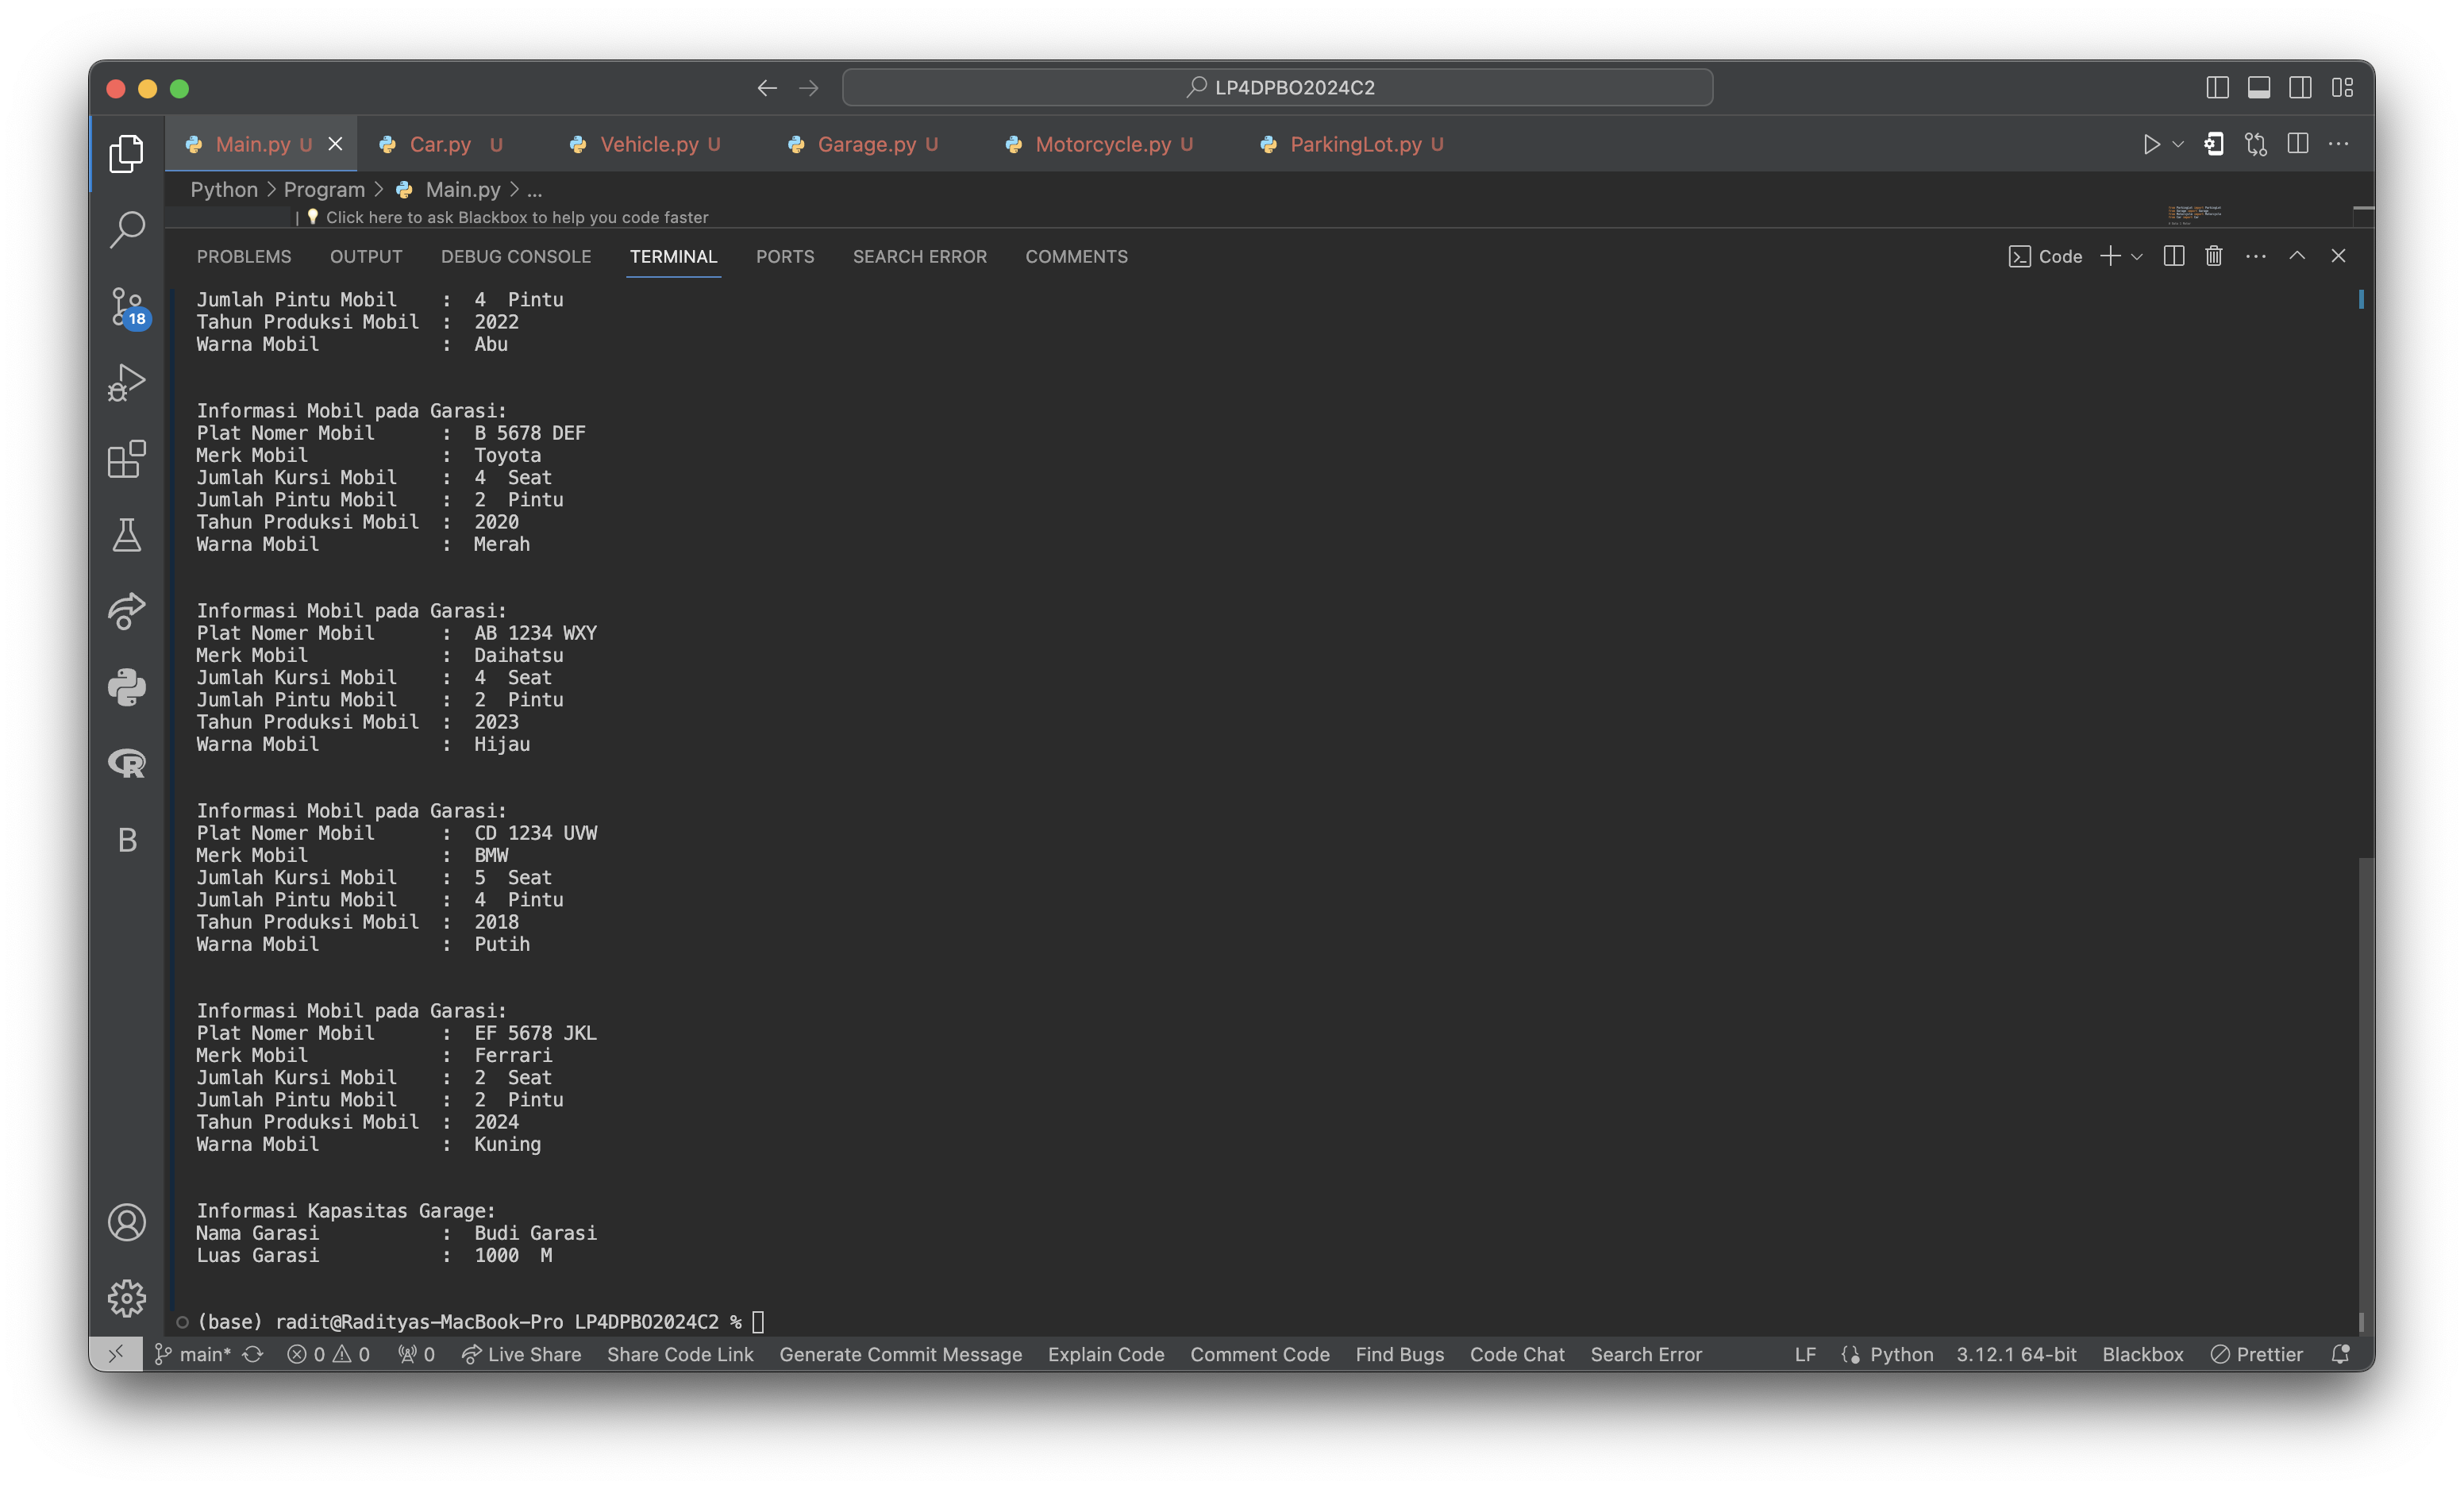 LP4DPBO2024C2
Main.py U Car.py U Vehicle.py U Garage.py U Motorcycle.py U ParkingLot.py U
Python > Program > Main.py > ...
| Click here to ask Blackbox to help you code faster
PROBLEMS OUTPUT DEBUG CONSOLE TERMINAL PORTS SEARCH ERROR COMMENTS Code
Jumlah Pintu Mobil : 4 Pintu
Tahun Produksi Mobil : 2022
Warna Mobil : Abu
Informasi Mobil pada Garasi:
Plat Nomer Mobil : B 5678 DEF
Merk Mobil : Toyota
Jumlah Kursi Mobil : 4 Seat
Jumlah Pintu Mobil : 2 Pintu
Tahun Produksi Mobil : 2020
Warna Mobil : Merah
Informasi Mobil pada Garasi:
Plat Nomer Mobil : AB 1234 WXY
Merk Mobil : Daihatsu
Jumlah Kursi Mobil : 4 Seat
Jumlah Pintu Mobil : 2 Pintu
Tahun Produksi Mobil : 2023
Warna Mobil : Hijau
Informasi Mobil pada Garasi:
Plat Nomer Mobil : CD 1234 UVW
Merk Mobil : BMW
Jumlah Kursi Mobil : 5 Seat
Jumlah Pintu Mobil : 4 Pintu
Tahun Produksi Mobil : 2018
Warna Mobil : Putih
Informasi Mobil pada Garasi:
Plat Nomer Mobil : EF 5678 JKL
Merk Mobil : Ferrari
Jumlah Kursi Mobil : 2 Seat
Jumlah Pintu Mobil : 2 Pintu
Tahun Produksi Mobil : 2024
Warna Mobil : Kuning
Informasi Kapasitas Garage:
Nama Garasi : Budi Garasi
Luas Garasi : 1000 M
(base) radit@Radityas-MacBook-Pro LP4DPBO2024C2 %
18
B
main* 0 0 0 Live Share Share Code Link Generate Commit Message Explain Code Comment Code Find Bugs Code Chat Search Error LF Python 3.12.1 64-bit Blackbox Prettier